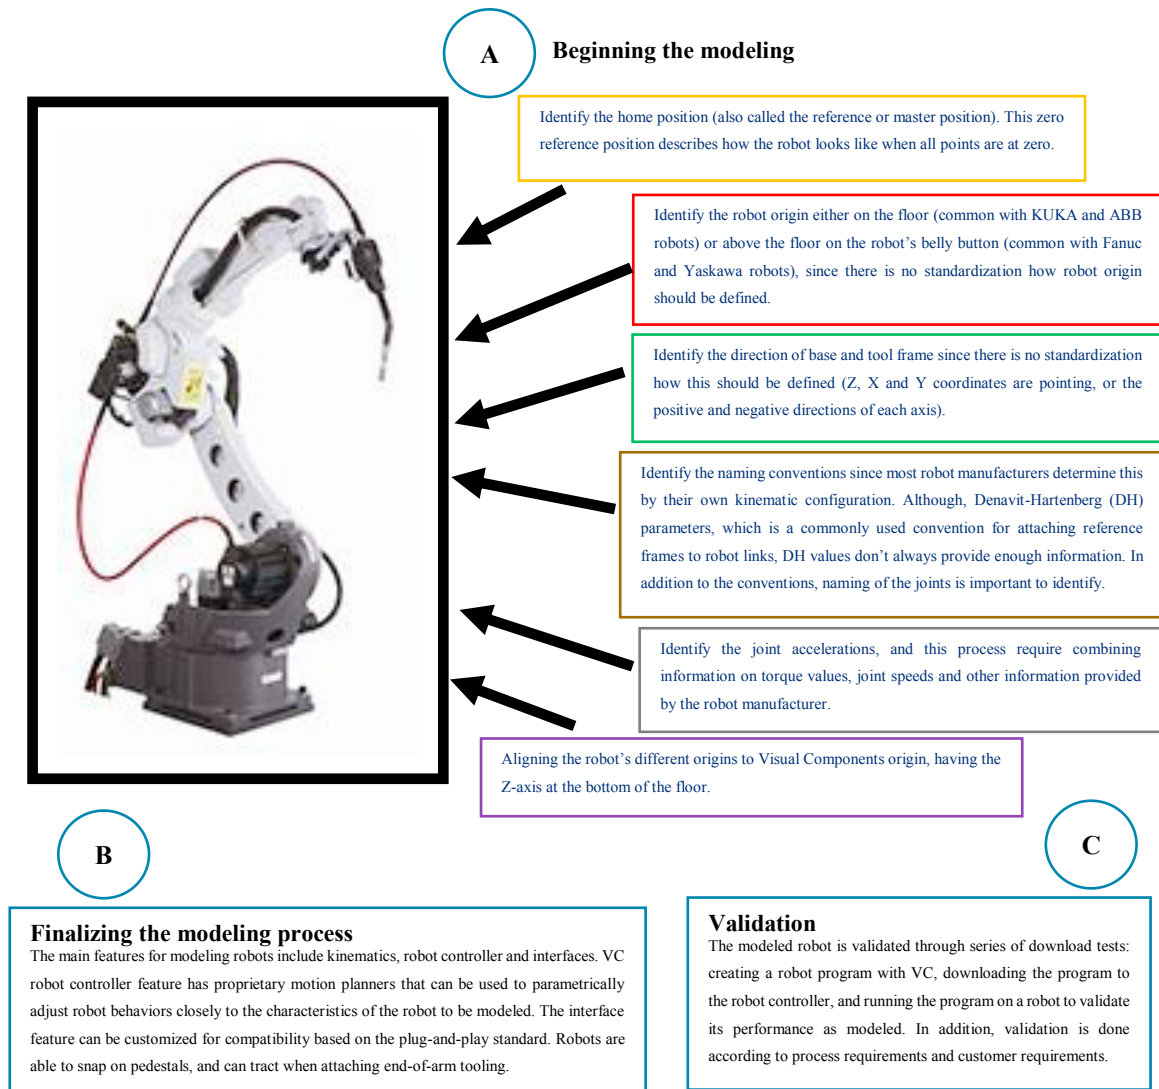 A
Beginning the modeling
Identify the home position (also called the reference or master position). This zero
reference position describes how the robot looks like when all points are at zero.
Identify the robot origin either on the floor (common with KUKA and ABB
robots) or above the floor on the robot's belly button (common with Fanuc
and Yaskawa robots), since there is no standardization how robot origin
should be defined.
Identify the direction of base and tool frame since there is no standardization
how this should be defined (Z, X and Y coordinates are pointing, or the
positive and negative directions of each axis).
Identify the naming conventions since most robot manufacturers determine this
by their own kinematic configuration. Although, Denavit-Hartenberg (DH)
parameters, which is a commonly used convention for attaching reference
frames to robot links, DH values don't always provide enough information. In
addition to the conventions, naming of the joints is important to identify.
Identify the joint accelerations, and this process require combining
information on torque values, joint speeds and other information provided
by the robot manufacturer.
Aligning the robot's different origins to Visual Components origin, having the
Z-axis at the bottom of the floor.
B
Finalizing the modeling process
The main features for modeling robots include kinematics, robot controller and interfaces. VC
robot controller feature has proprietary motion planners that can be used to parametrically
adjust robot behaviors closely to the characteristics of the robot to be modeled. The interface
feature can be customized for compatibility based on the plug-and-play standard. Robots are
able to snap on pedestals, and can tract when attaching end-of-arm tooling.
C
Validation
The modeled robot is validated through series of download tests:
creating a robot program with VC, downloading the program to
the robot controller, and running the program on a robot to validate
its performance as modeled. In addition, validation is done
according to process requirements and customer requirements.